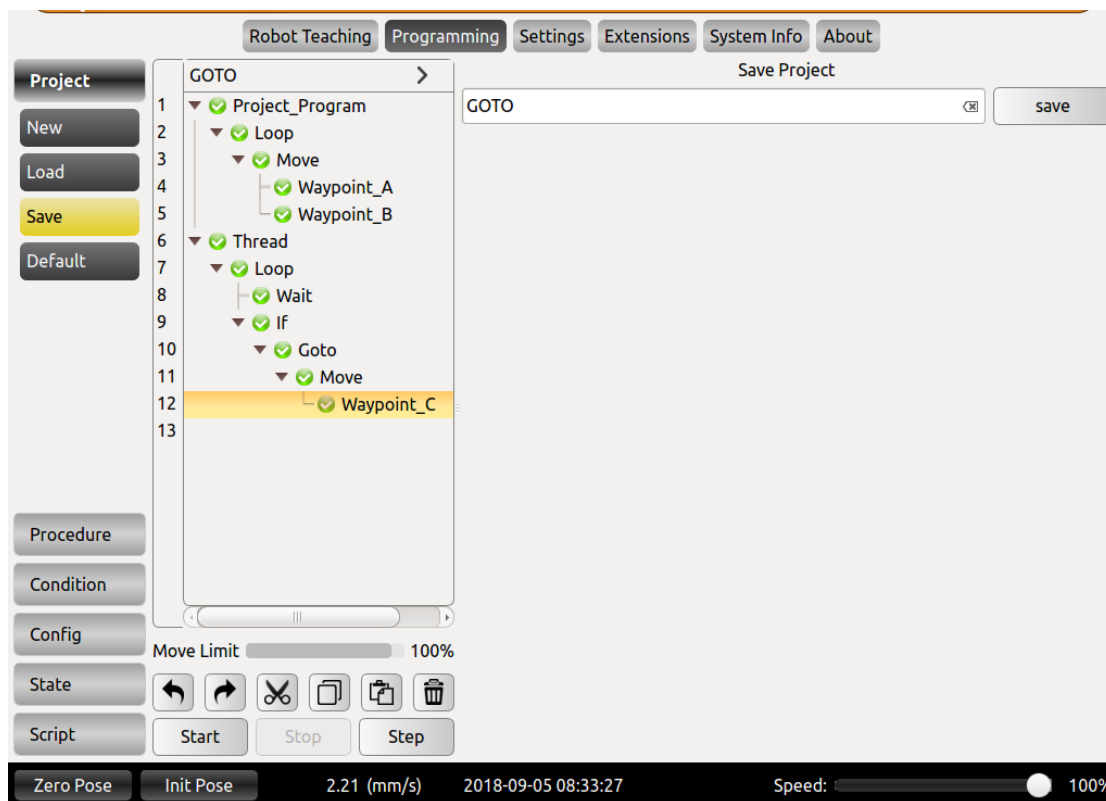 Robot Teaching Programming Settings Extensions System Info About
Project
New
Load
Save
Default
Procedure
Condition
Config
State
Script
GOTO
1 Project_Program
2 Loop
3 Move
4 Waypoint_A
5 Waypoint_B
6 Thread
7 Loop
8 Wait
9 If
10 Goto
11 Move
12 Waypoint_C
13
Move Limit 100%
Start Stop Step
Save Project
GOTO save
Zero Pose Init Pose 2.21 (mm/s) 2018-09-05 08:33:27 Speed: 100%